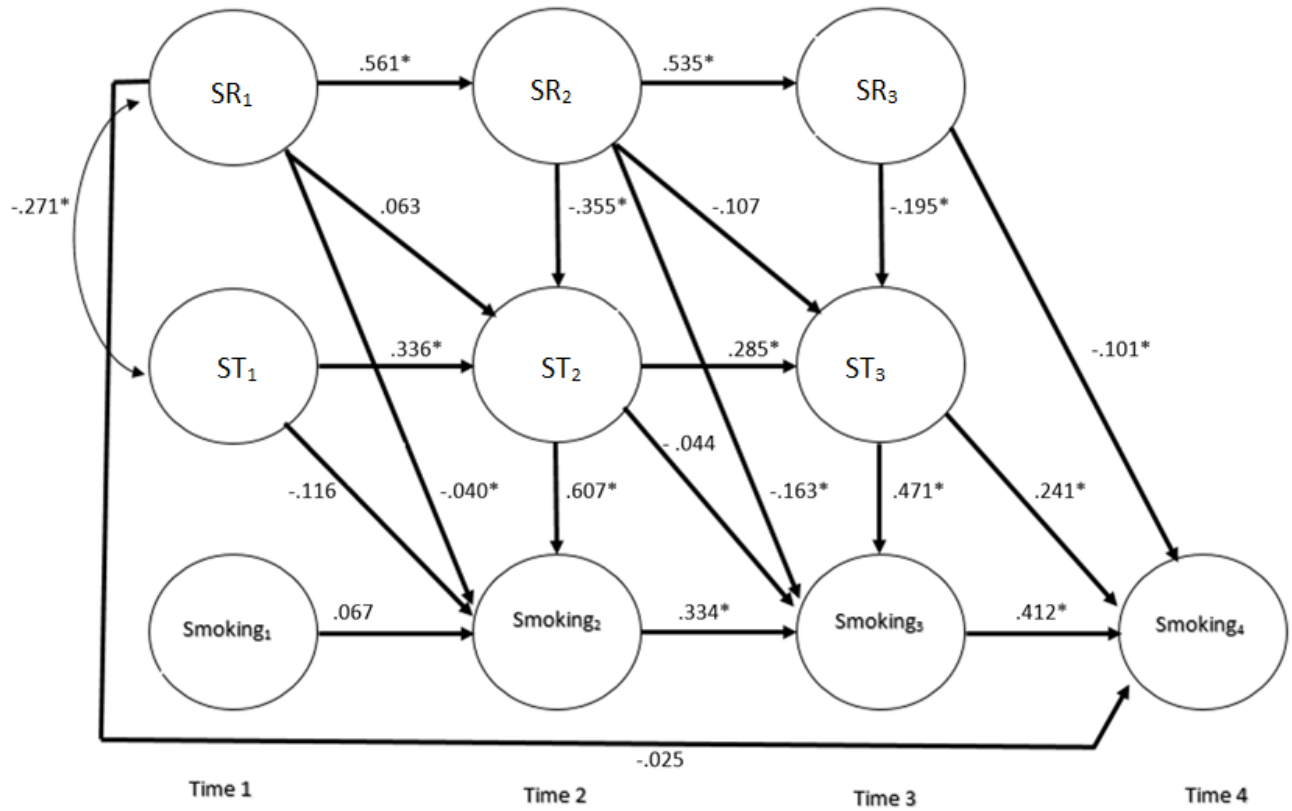 SR₁
.561*
SR₂
.535*
SR₃
-.271*
.063
-.355*
-.107
-.195*
-.101*
ST₁
.336*
ST₂
.285*
ST₃
-.116
-.040*
.607*
- .044
-.163*
.471*
.241*
Smoking₁
.067
Smoking₂
.334*
Smoking₃
.412*
Smoking₄
-.025
Time 1
Time 2
Time 3
Time 4